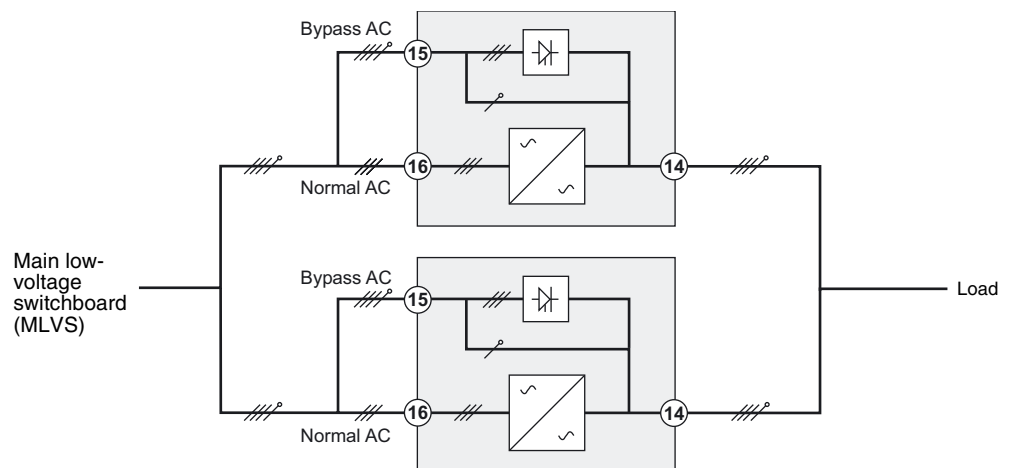 Bypass AC
15
16
14
Normal AC
Main low-
voltage
switchboard
(MLVS)
Bypass AC
15
Load
16
14
Normal AC